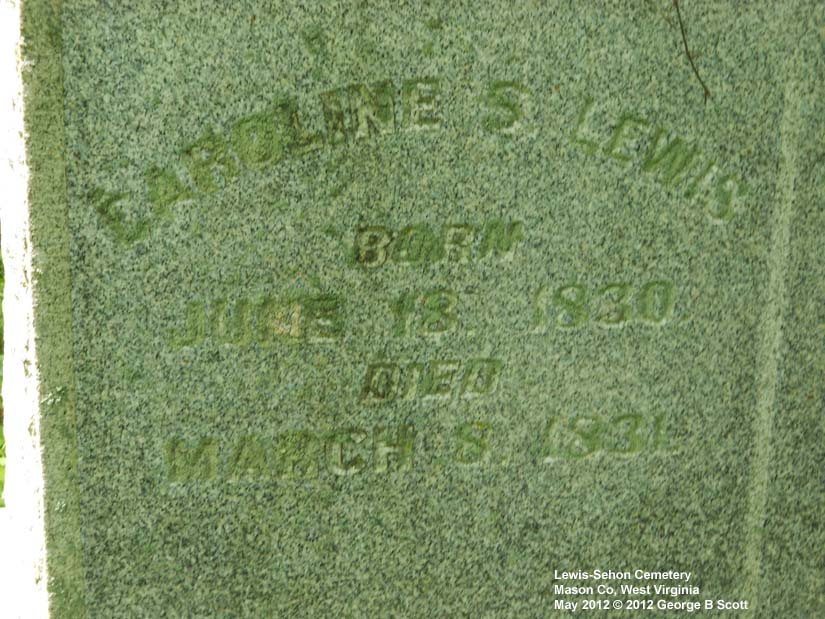 CAROLINE S. LEWIS
BORN
JUNE 13. 1830.
DIED
MARCH 8. 1831.
Lewis-Sehon Cemetery
Mason Co, West Virginia
May 2012 © 2012 George B Scott